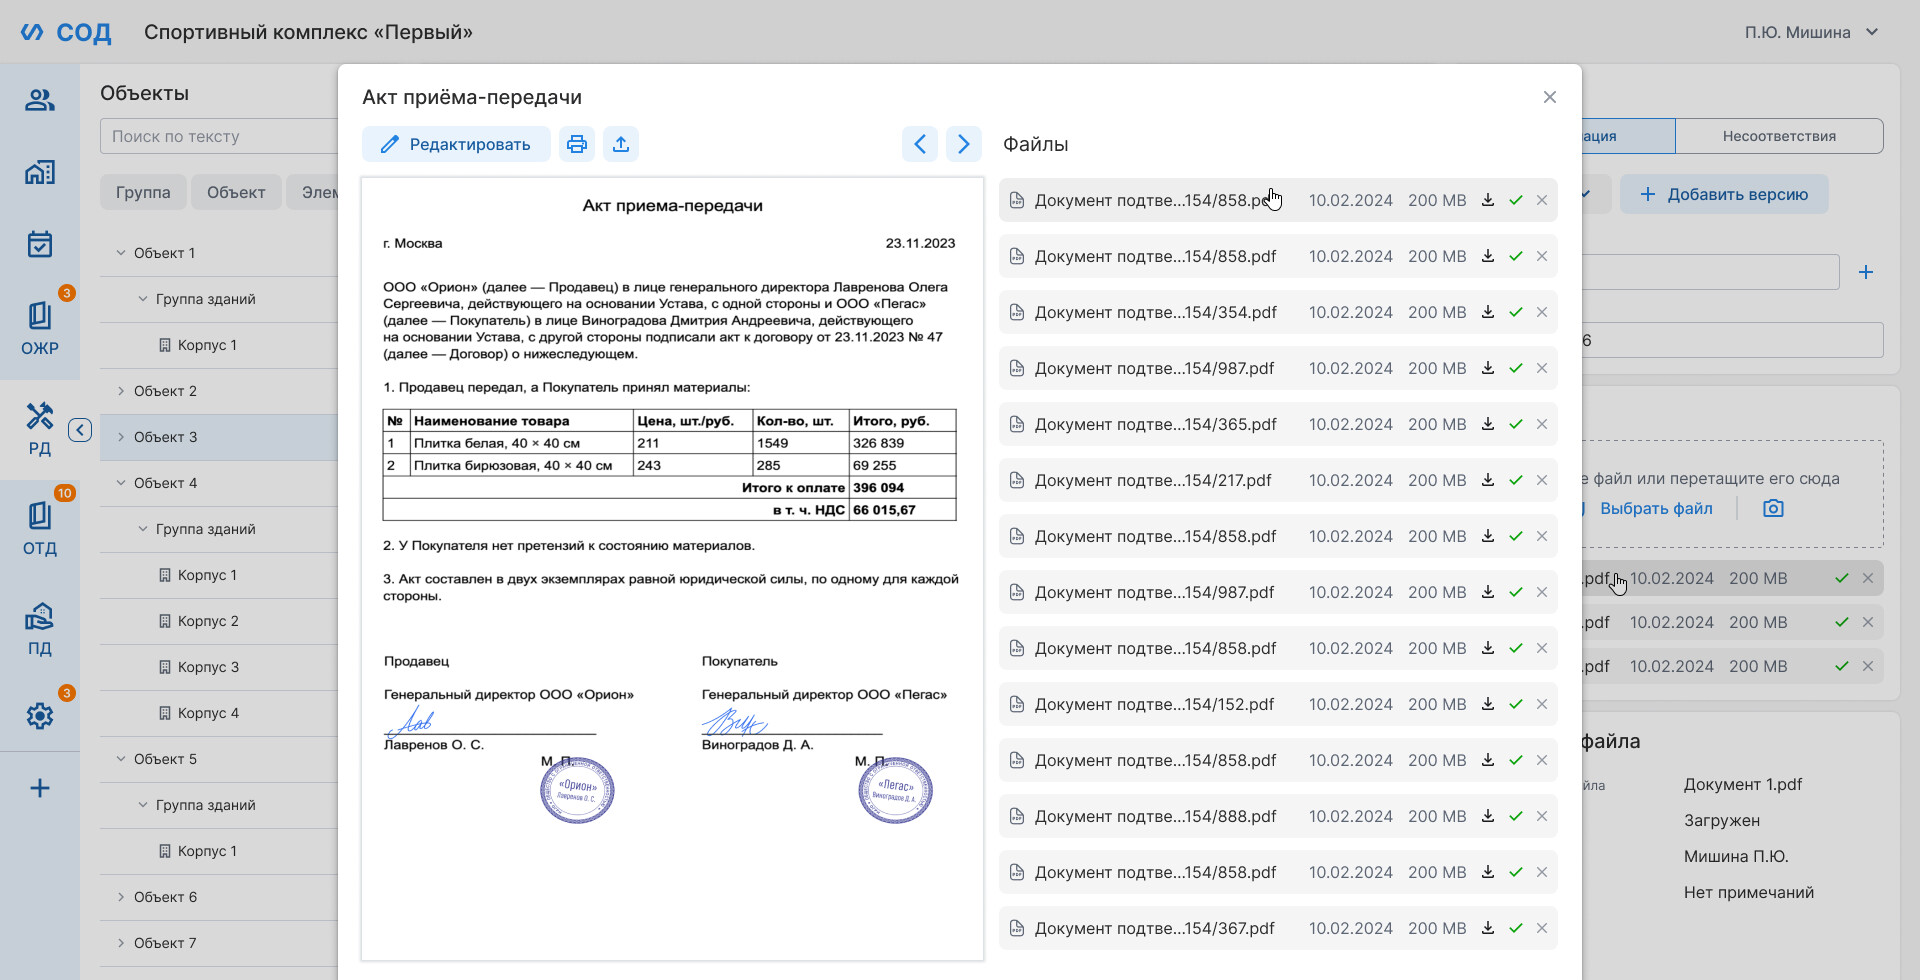 СОД
Спортивный комплекс «Первый»
П.Ю. Мишина
3
ОЖР
РД
10
ОТД
ПД
3
Объекты
Поиск по тексту
Группа
Объект
Объект 1
Группа зданий
Корпус 1
Объект 2
Объект 3
Объект 4
Группа зданий
Корпус 1
Корпус 2
Корпус 3
Корпус 4
Объект 5
Группа зданий
Корпус 1
Объект 6
Объект 7
Акт приёма-передачи
Редактировать
Акт приема-передачи
г. Москва 23.11.2023
ООО «Орион» (далее — Продавец) в лице генерального директора Лавренова Олега
Сергеевича, действующего на основании Устава, с одной стороны и ООО «Пегас»
(далее — Покупатель) в лице Виноградова Дмитрия Андреевича, действующего
на основании Устава, с другой стороны подписали акт к договору от 23.11.2023 № 47
(далее — Договор) о нижеследующем.
1. Продавец передал, а Покупатель принял материалы:
№ Наименование товара Цена, шт./руб. Кол-во, шт. Итого, руб.
1 Плитка белая, 40 × 40 см 211 1549 326 839
2 Плитка бирюзовая, 40 × 40 см 243 285 69 255
Итого к оплате 396 094
в т. ч. НДС 66 015,67
2. У Покупателя нет претензий к состоянию материалов.
3. Акт составлен в двух экземплярах равной юридической силы, по одному для каждой
стороны.
Продавец Покупатель
Генеральный директор ООО «Орион» Генеральный директор ООО «Пегас»
Лавренов О. С. Виноградов Д. А.
М. П. М. П.
«Орион» «Пегас»
Лавренов О. С. Виноградов Д. А.
Файлы
Документ подтве...154/858.pdf 10.02.2024 200 MB
Документ подтве...154/858.pdf 10.02.2024 200 MB
Документ подтве...154/354.pdf 10.02.2024 200 MB
Документ подтве...154/987.pdf 10.02.2024 200 MB
Документ подтве...154/365.pdf 10.02.2024 200 MB
Документ подтве...154/217.pdf 10.02.2024 200 MB
Документ подтве...154/858.pdf 10.02.2024 200 MB
Документ подтве...154/987.pdf 10.02.2024 200 MB
Документ подтве...154/858.pdf 10.02.2024 200 MB
Документ подтве...154/152.pdf 10.02.2024 200 MB
Документ подтве...154/858.pdf 10.02.2024 200 MB
Документ подтве...154/888.pdf 10.02.2024 200 MB
Документ подтве...154/858.pdf 10.02.2024 200 MB
Документ подтве...154/367.pdf 10.02.2024 200 MB
Несоответствия
Добавить версию
6
файл или перетащите его сюда
Выбрать файл
.pdf 10.02.2024 200 MB
.pdf 10.02.2024 200 MB
.pdf 10.02.2024 200 MB
файла
Документ 1.pdf
Загружен
Мишина П.Ю.
Нет примечаний